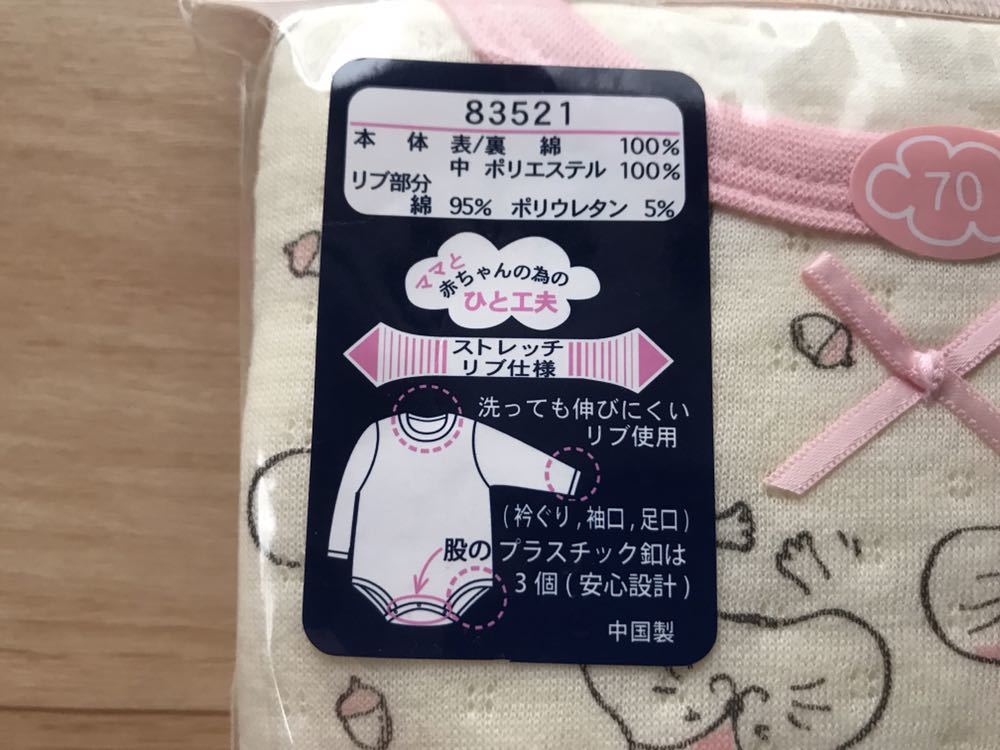 83521
本体 表/裏 綿 100%
中 ポリエステル 100%
リブ部分
綿 95% ポリウレタン 5%
70
ママと
赤ちゃんの為の
ひと工夫
ストレッチ
リブ仕様
洗っても伸びにくい
リブ使用
(衿ぐり,袖口,足口)
股の プラスチック釦は
3個(安心設計)
中国製